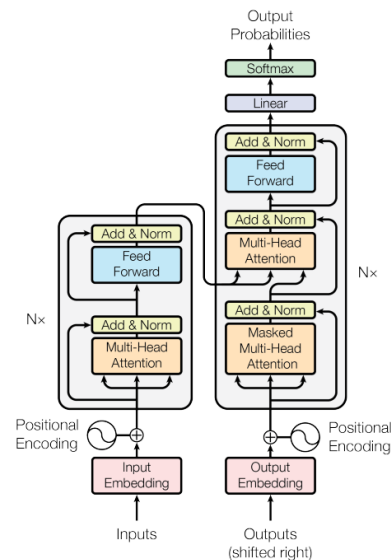 Output
Probabilities
Softmax
Linear
Add & Norm
Feed
Forward
Add & Norm
Multi-Head
Attention
Nx
Add & Norm
Masked
Multi-Head
Attention
Positional
Encoding
Output
Embedding
Outputs
(shifted right)
Add & Norm
Feed
Forward
Nx
Add & Norm
Multi-Head
Attention
Positional
Encoding
Input
Embedding
Inputs